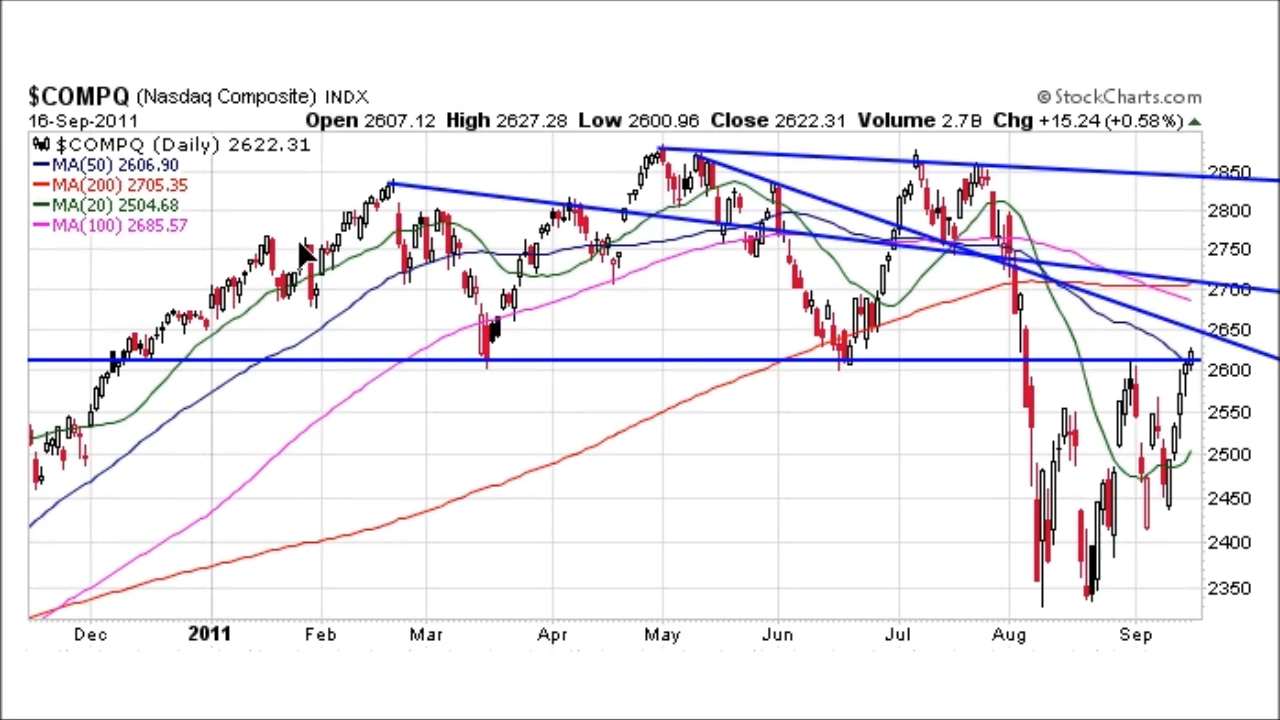 $COMPQ (Nasdaq Composite) INDX © StockCharts.com
16-Sep-2011 Open 2607.12 High 2627.28 Low 2600.96 Close 2622.31 Volume 2.7B Chg +15.24 (+0.58%)
$COMPQ (Daily) 2622.31
MA(50) 2606.90
MA(200) 2705.35
MA(20) 2504.68
MA(100) 2685.57
2850
2800
2750
2700
2650
2600
2550
2500
2450
2400
2350
Dec 2011 Feb Mar Apr May Jun Jul Aug Sep